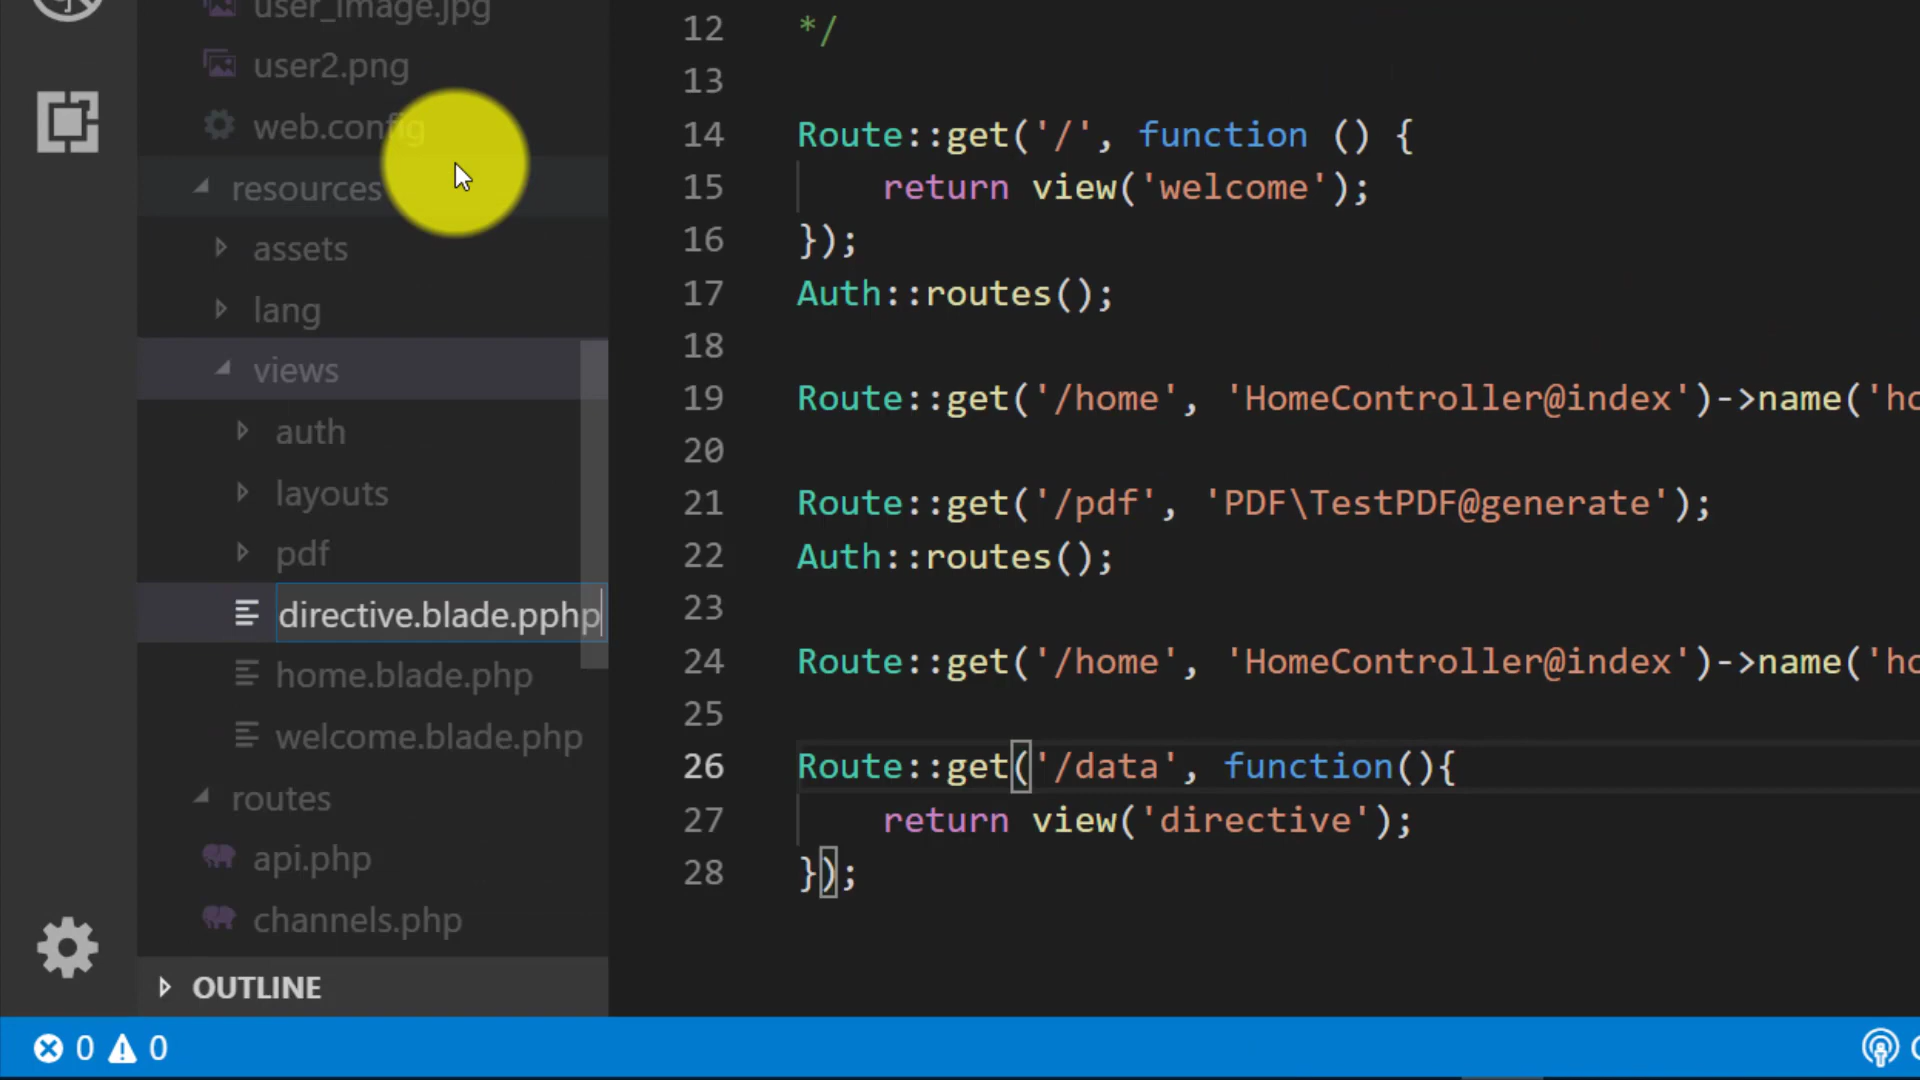 user_image.jpg
user2.png
web.config
resources
assets
lang
views
auth
layouts
pdf
directive.blade.pphp
home.blade.php
welcome.blade.php
routes
api.php
channels.php
OUTLINE
0 0
12 */
13
14 Route::get('/', function () {
15 return view('welcome');
16 });
17 Auth::routes();
18
19 Route::get('/home', 'HomeController@index')->name('ho
20
21 Route::get('/pdf', 'PDF\TestPDF@generate');
22 Auth::routes();
23
24 Route::get('/home', 'HomeController@index')->name('ho
25
26 Route::get('/data', function(){
27 return view('directive');
28 });